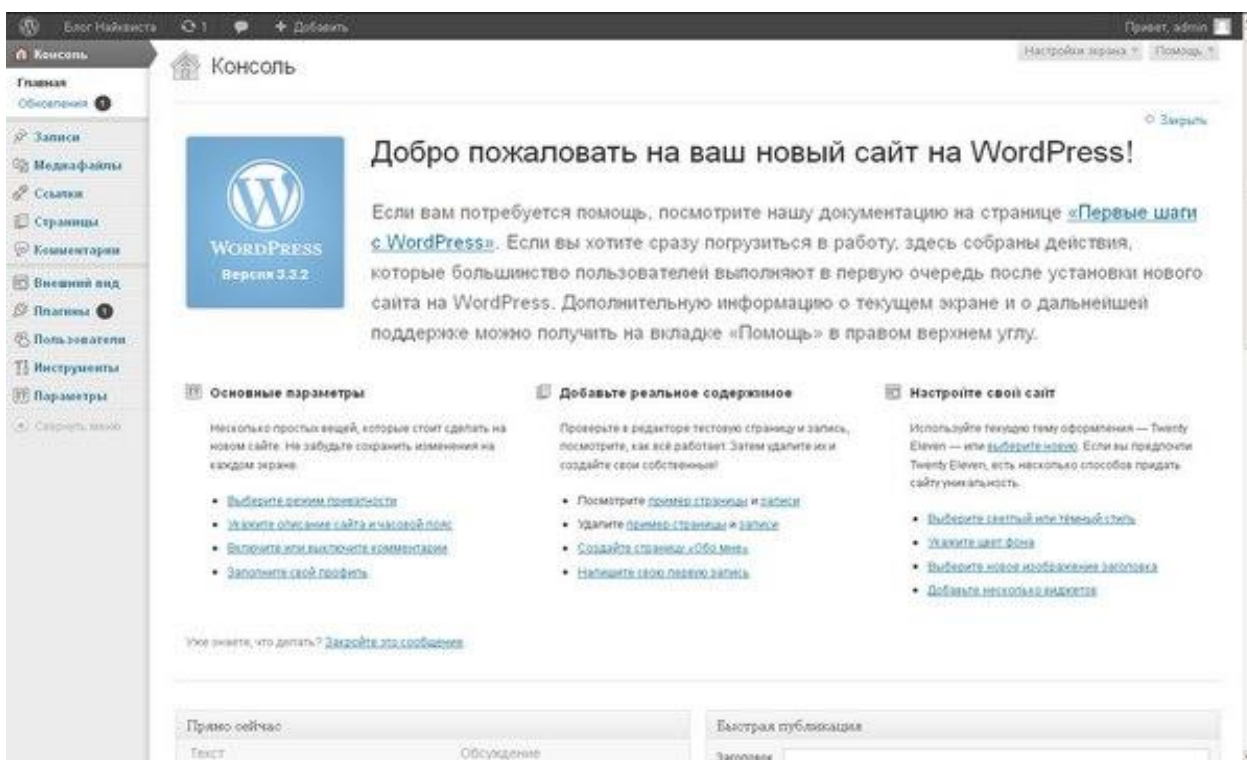 Блог Найквиста 1 Добавить Привет, admin
Консоль
Настройки экрана Помощь
Главная
Обновления 1
Записи
Медиафайлы
Ссылки
Страницы
Комментарии
Внешний вид
Плагины 1
Пользователи
Инструменты
Параметры
Свернуть меню
Консоль
Закрыть
WORDPRESS
Версия 3.3.2
Добро пожаловать на ваш новый сайт на WordPress!
Если вам потребуется помощь, посмотрите нашу документацию на странице «Первые шаги
с WordPress». Если вы хотите сразу погрузиться в работу, здесь собраны действия,
которые большинство пользователей выполняют в первую очередь после установки нового
сайта на WordPress. Дополнительную информацию о текущем экране и о дальнейшей
поддержке можно получить на вкладке «Помощь» в правом верхнем углу.
Основные параметры
Несколько простых вещей, которые стоит сделать на
новом сайте. Не забудьте сохранить изменения на
каждом экране.
Выберите режим приватности
Укажите описание сайта и часовой пояс
Включите или выключите комментарии
Заполните свой профиль
Добавьте реальное содержимое
Проверьте в редакторе тестовую страницу и запись,
посмотрите, как всё работает. Затем удалите их и
создайте свои собственные!
Посмотрите пример страницы и записи
Удалите пример страницы и записи
Создайте страницу «Обо мне»
Напишите свою первую запись
Настройте свой сайт
Используйте текущую тему оформления — Twenty
Eleven — или выберите новую. Если вы предпочли
Twenty Eleven, есть несколько способов придать
сайту уникальность.
Выберите светлый или тёмный стиль
Укажите цвет фона
Выберите новое изображение заголовка
Добавьте несколько виджетов
Уже знаете, что делать? Закройте это сообщение
Прямо сейчас
Текст Обсуждение
Быстрая публикация
Заголовок